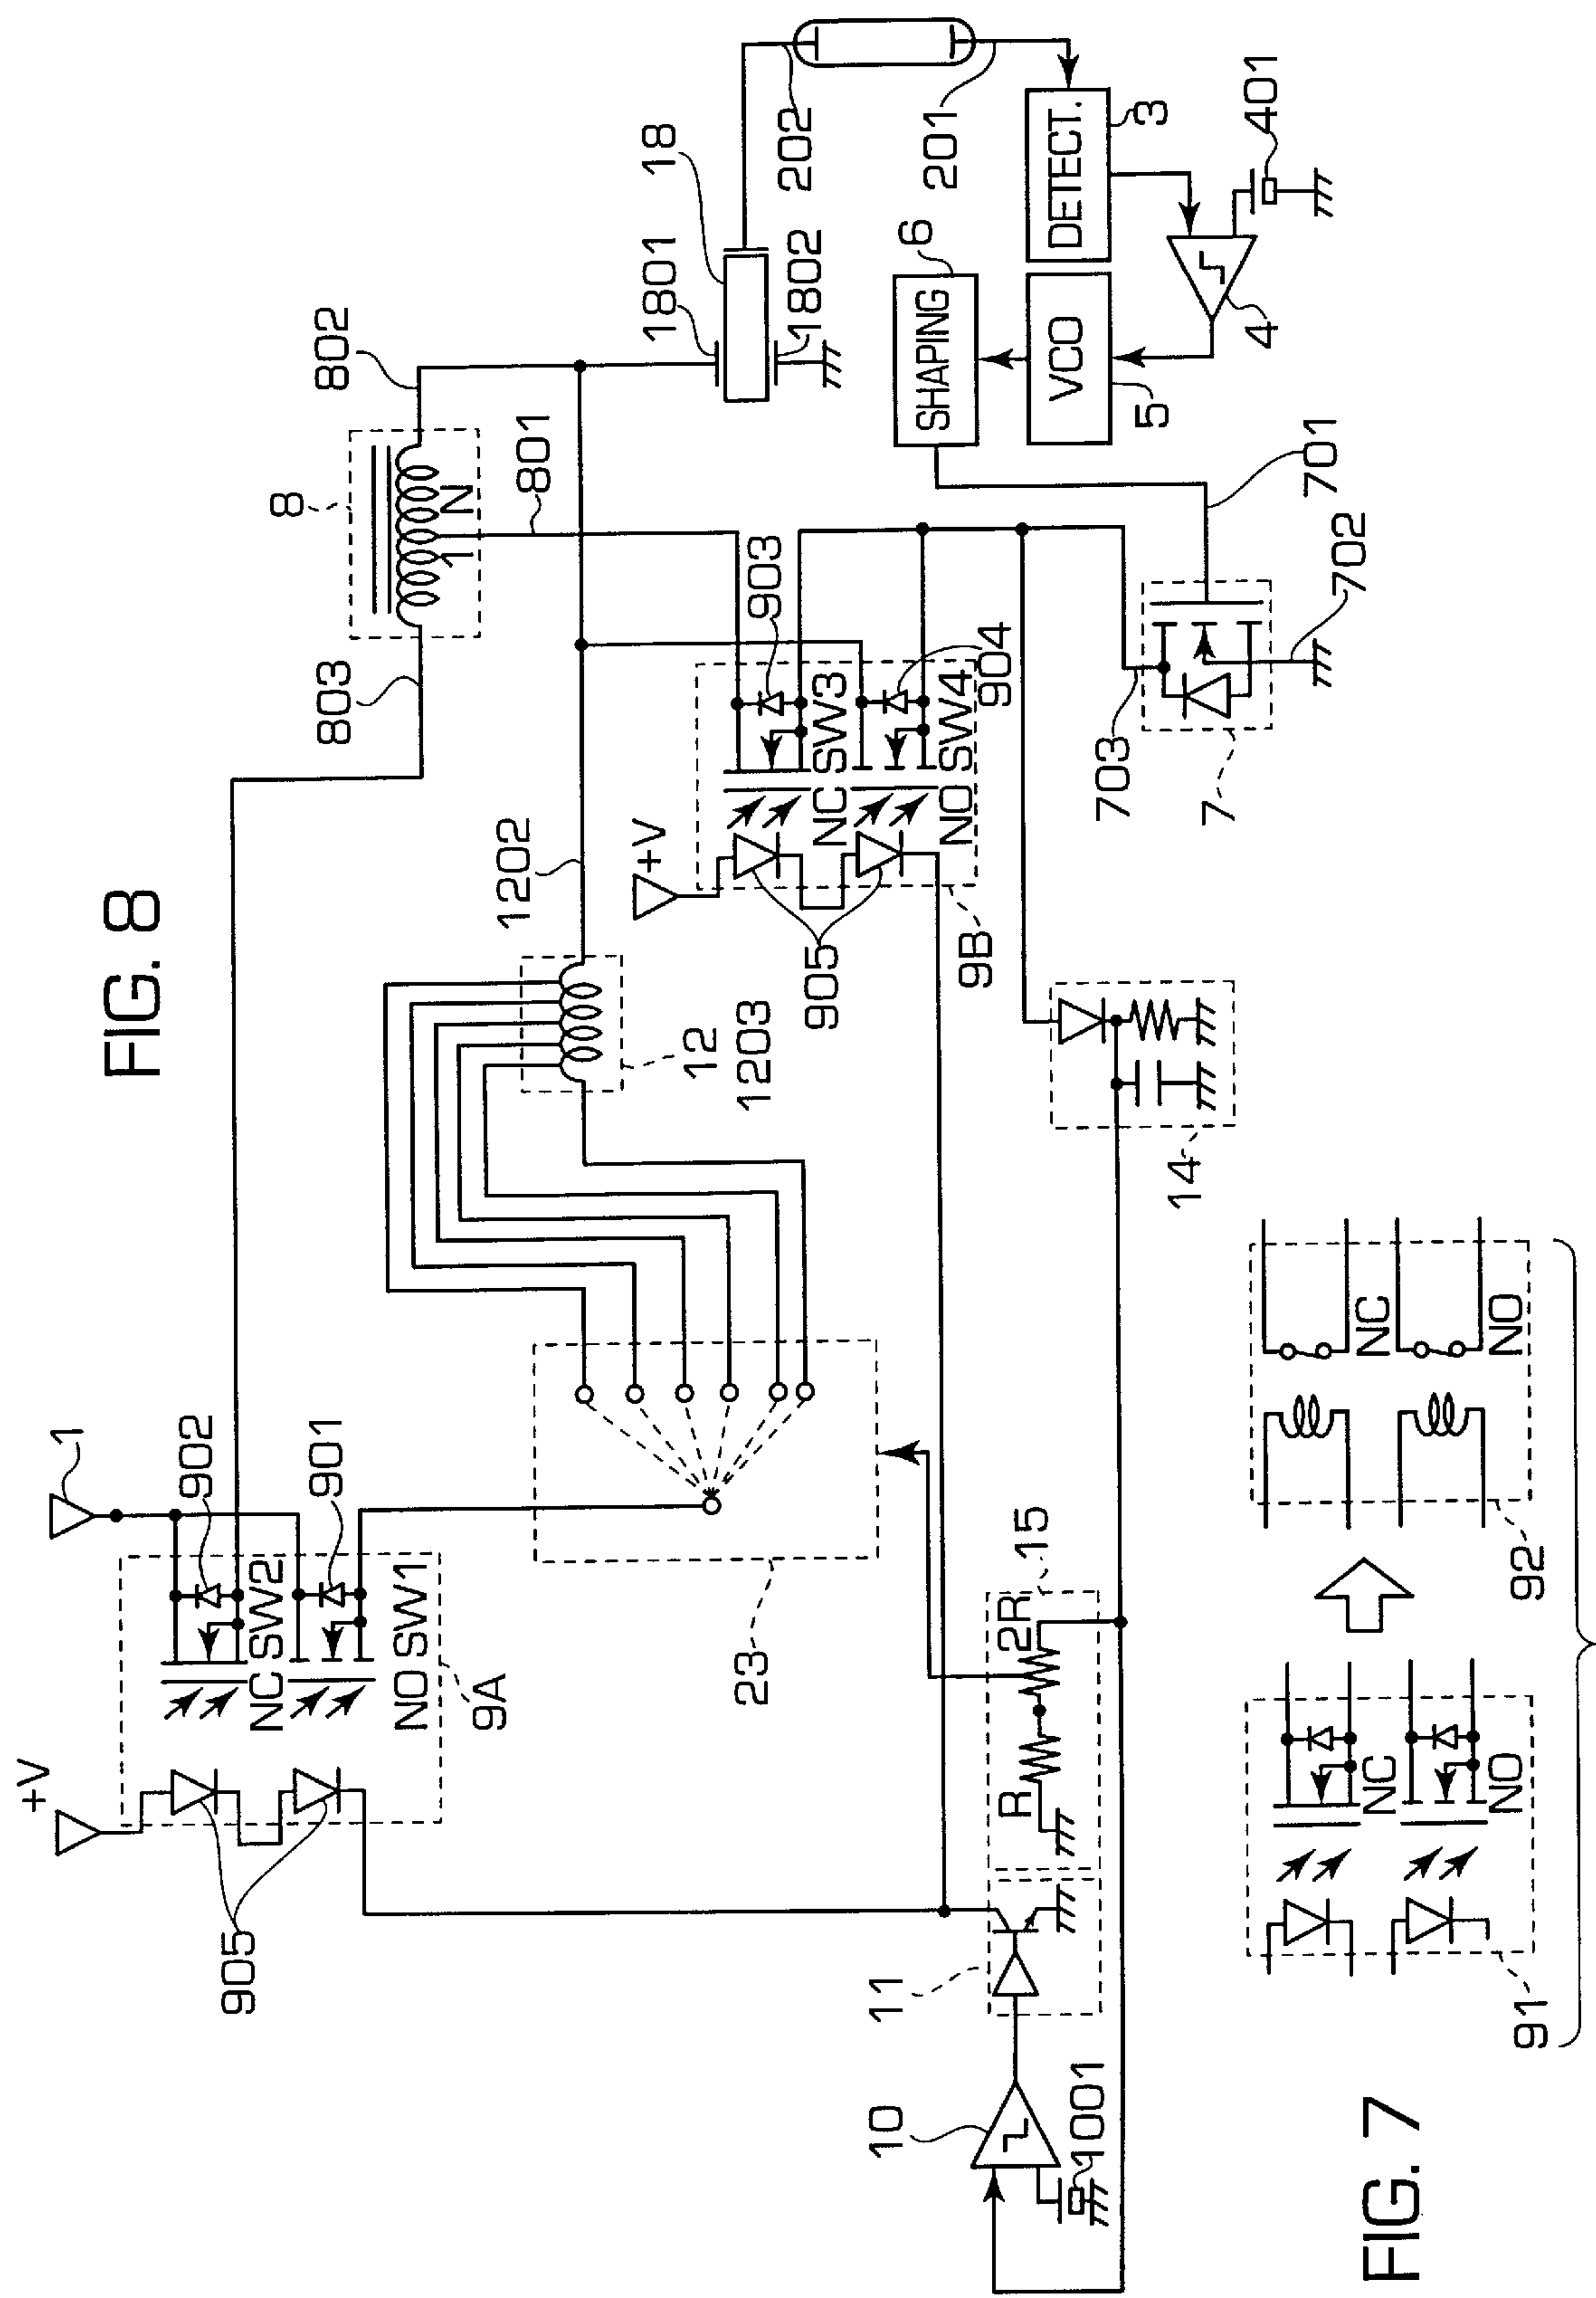 FIG. 8
+V
905
1
902
901
NC SW2
NO SW1
9A
23
8
803
802
1 N
801
1202
12
1203
+V
905
903
904
NC SW3
NO SW4
9B
18
1801
1802
202
201
DETECT.
3
401
4
VCO
5
SHAPING
6
701
702
703
7
14
10
1001
11
15
R
2R
FIG. 7
91
NC
NO
92
NC
NO